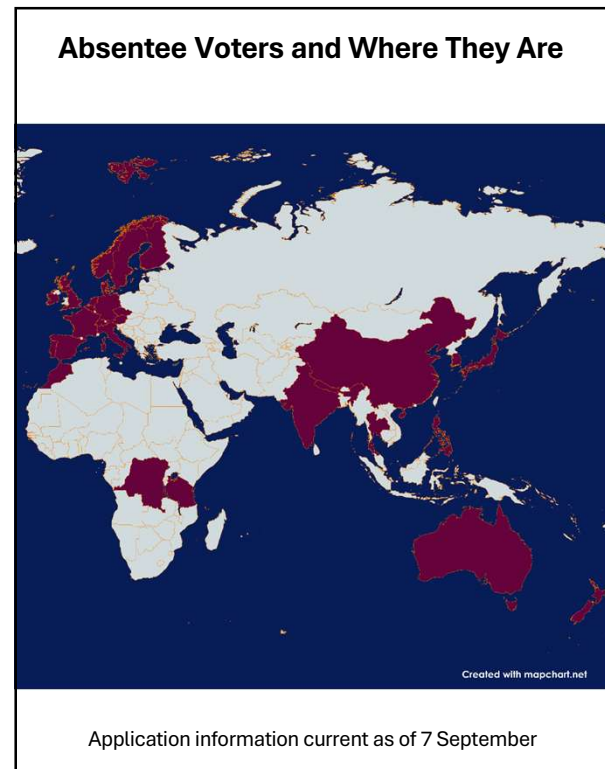 Absentee Voters and Where They Are
Created with mapchart.net
Application information current as of 7 September